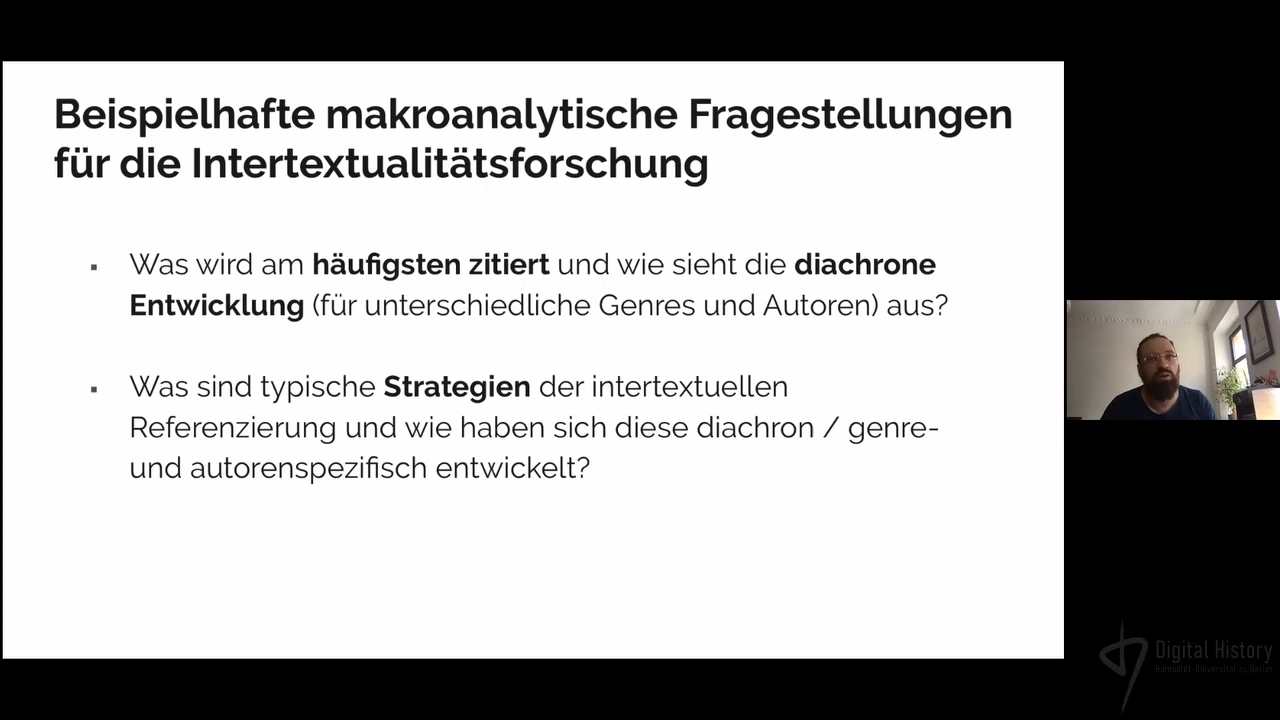 Beispielhafte makroanalytische Fragestellungen
für die Intertextualitätsforschung
▪ Was wird am häufigsten zitiert und wie sieht die diachrone
Entwicklung (für unterschiedliche Genres und Autoren) aus?
▪ Was sind typische Strategien der intertextuellen
Referenzierung und wie haben sich diese diachron / genre-
und autorenspezifisch entwickelt?
Digital History
Humboldt-Universität zu Berlin